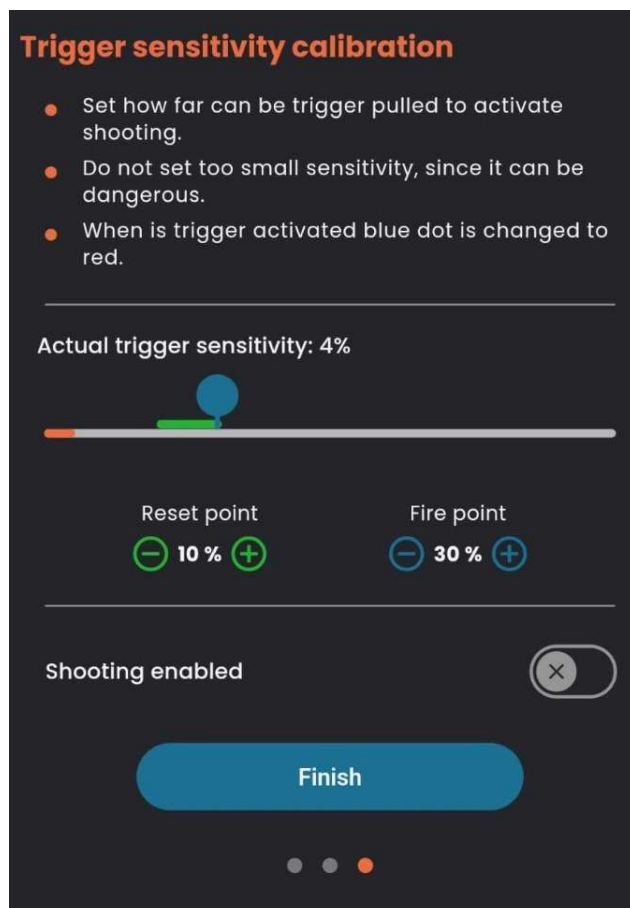 Trigger sensitivity calibration
Set how far can be trigger pulled to activate
shooting.
Do not set too small sensitivity, since it can be
dangerous.
When is trigger activated blue dot is changed to
red.
Actual trigger sensitivity: 4%
Reset point
Fire point
10 %
30 %
Shooting enabled
Finish